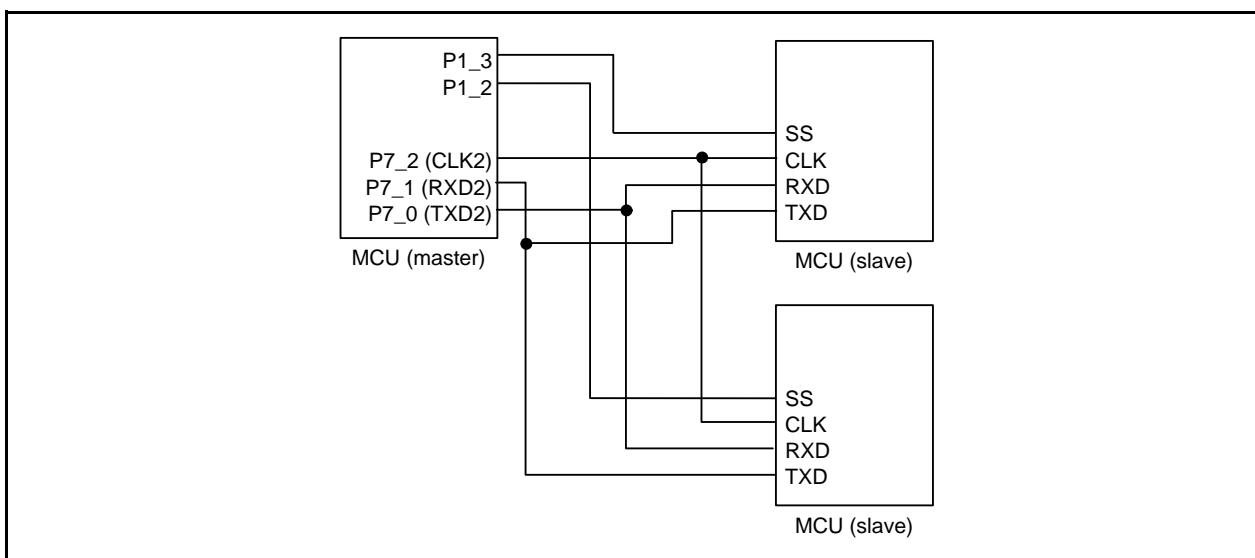 P1_3
P1_2
P7_2 (CLK2)
P7_1 (RXD2)
P7_0 (TXD2)
MCU (master)
SS
CLK
RXD
TXD
MCU (slave)
SS
CLK
RXD
TXD
MCU (slave)